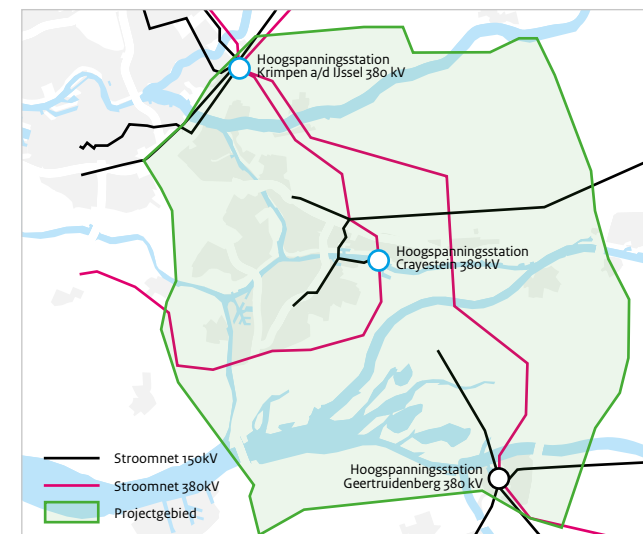 Hoogspanningsstation
Krimpen a/d IJssel 380 kV
Hoogspanningsstation
Crayestein 380 kV
Hoogspanningsstation
Geertruidenberg 380 kV
Stroomnet 150kV
Stroomnet 380kV
Projectgebied